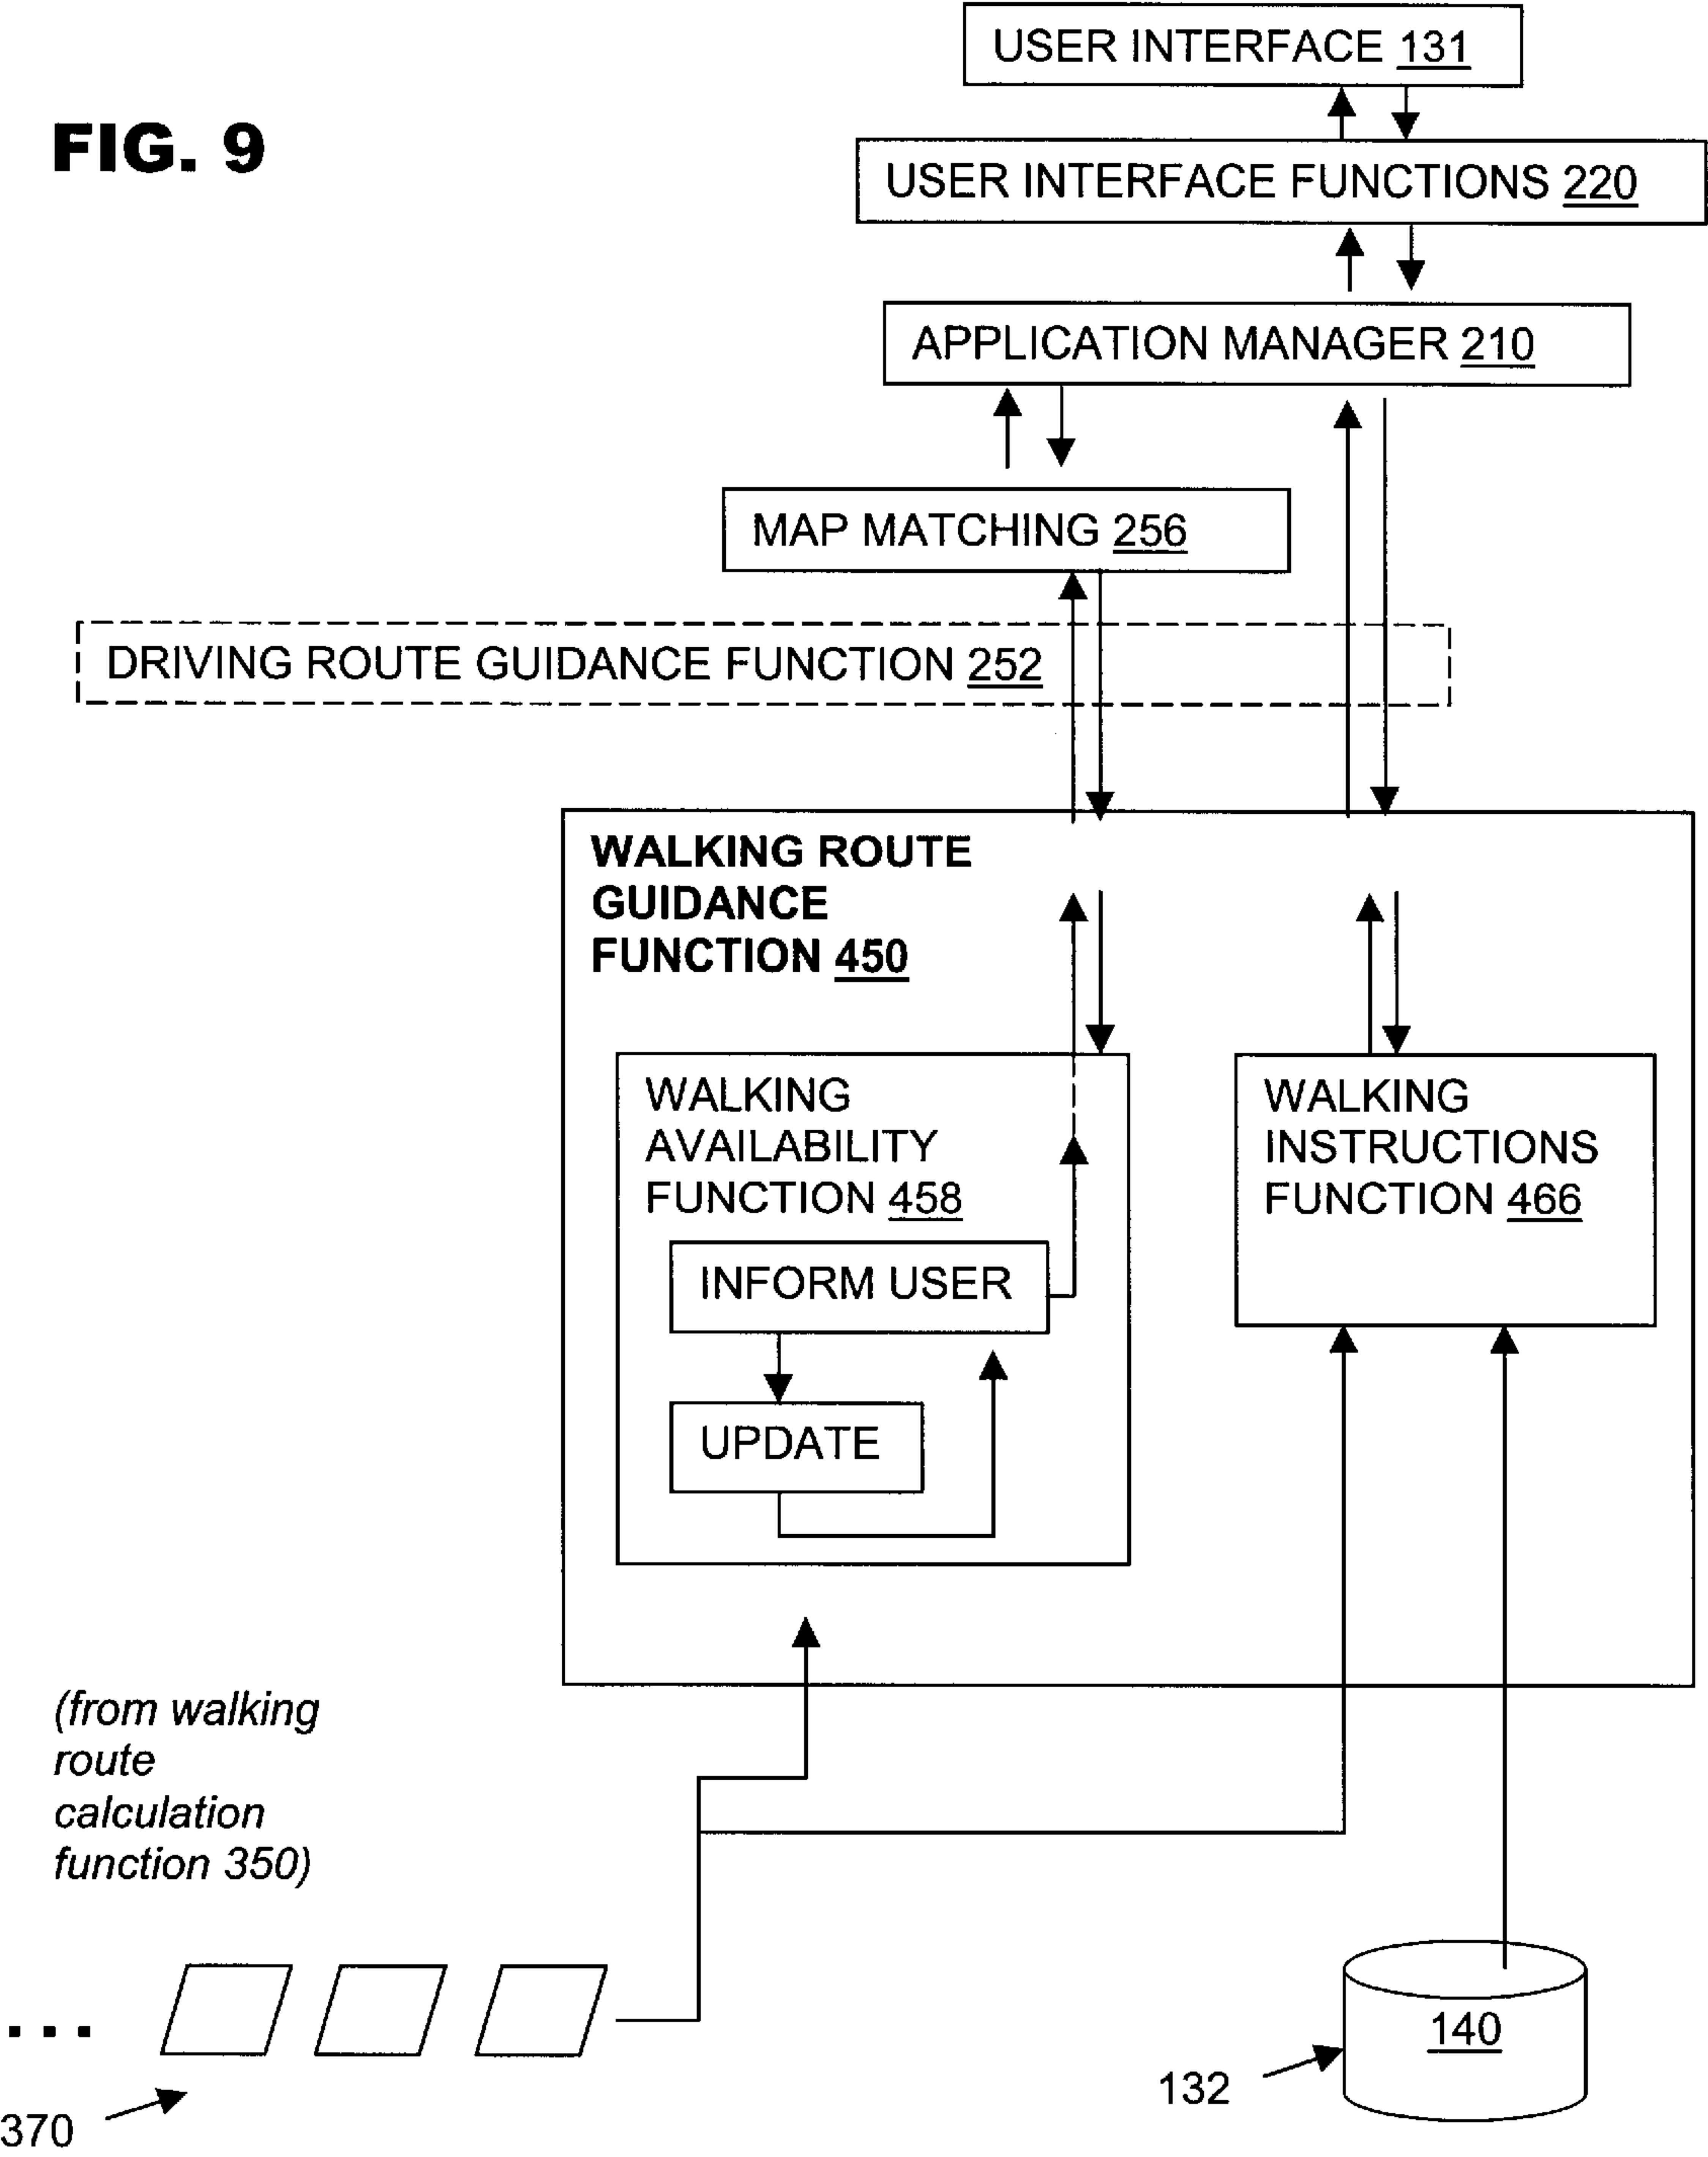 USER INTERFACE 131
FIG. 9
USER INTERFACE FUNCTIONS 220
APPLICATION MANAGER 210
MAP MATCHING 256
DRIVING ROUTE GUIDANCE FUNCTION 252
WALKING ROUTE
GUIDANCE
FUNCTION 450
WALKING
AVAILABILITY
FUNCTION 458
INFORM USER
UPDATE
WALKING
INSTRUCTIONS
FUNCTION 466
(from walking
route
calculation
function 350)
...
370
140
132